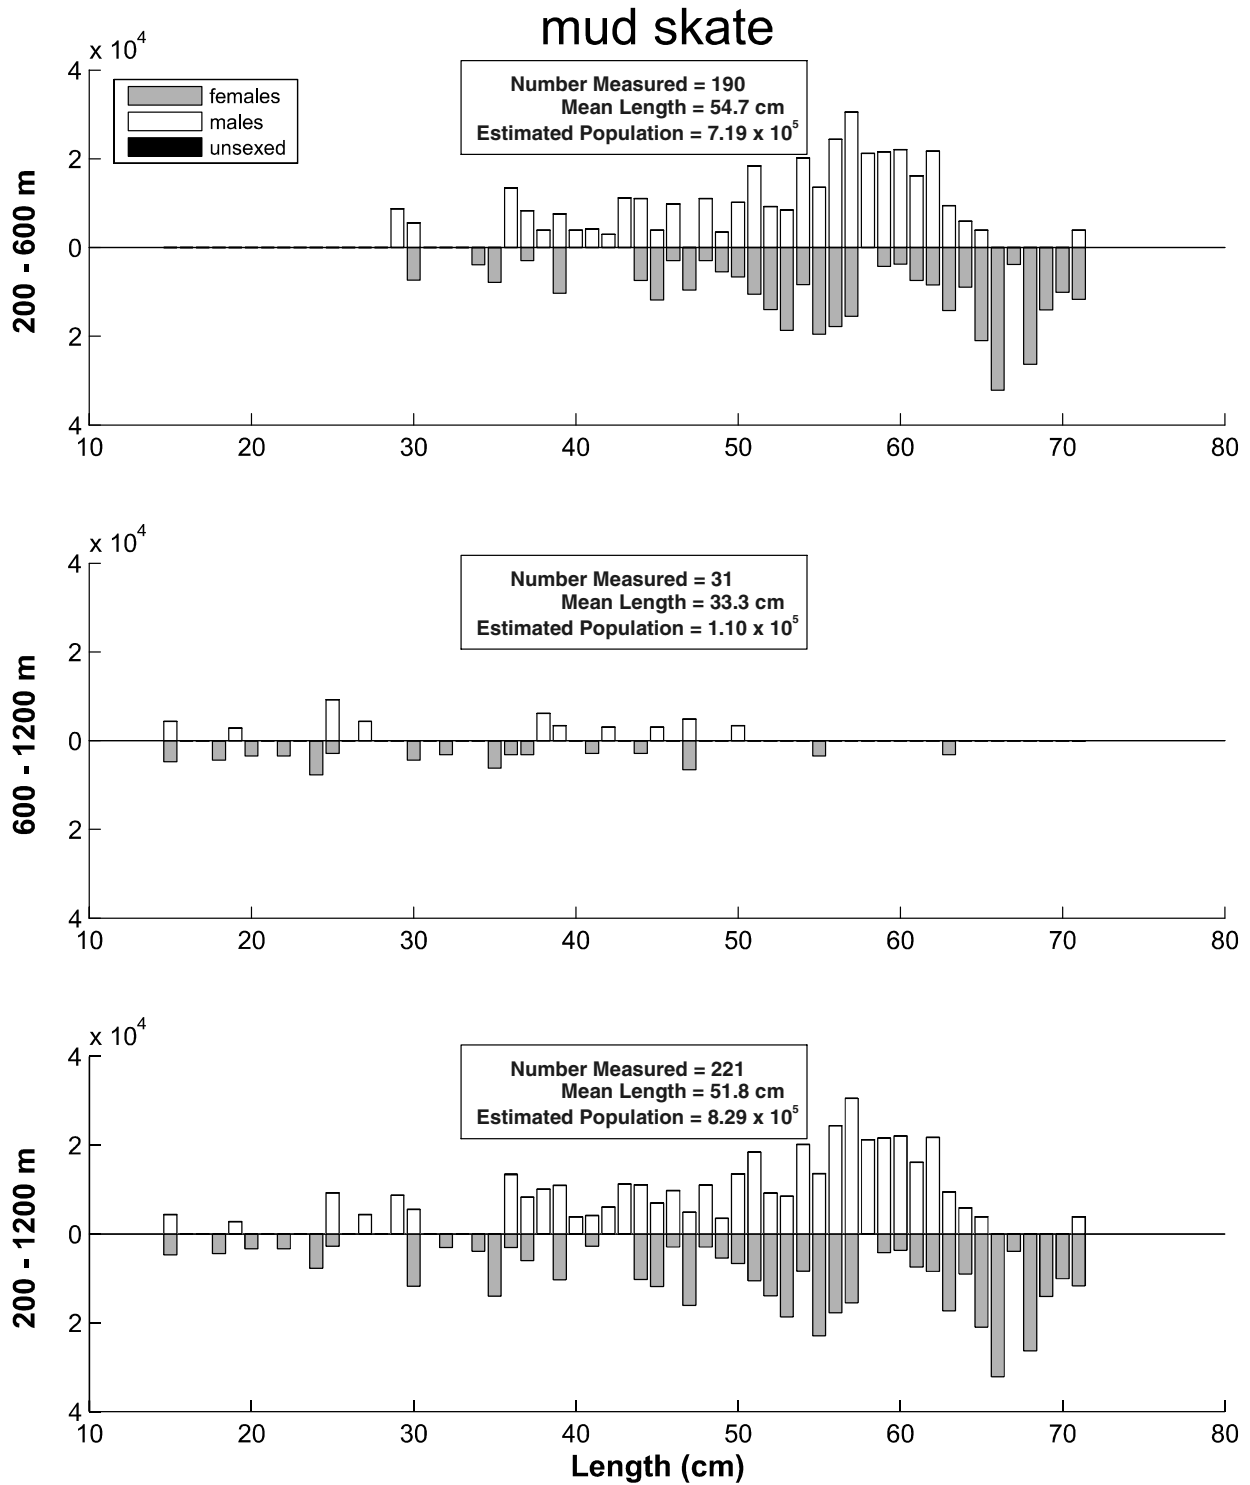 mud skate
x 10^4
females
males
unsexed
Number Measured = 190
Mean Length = 54.7 cm
Estimated Population = 7.19 x 10^5
200 - 600 m
4
2
0
2
4
10 20 30 40 50 60 70 80
x 10^4
Number Measured = 31
Mean Length = 33.3 cm
Estimated Population = 1.10 x 10^5
600 - 1200 m
4
2
0
2
4
10 20 30 40 50 60 70 80
x 10^4
Number Measured = 221
Mean Length = 51.8 cm
Estimated Population = 8.29 x 10^5
200 - 1200 m
4
2
0
2
4
10 20 30 40 50 60 70 80
Length (cm)